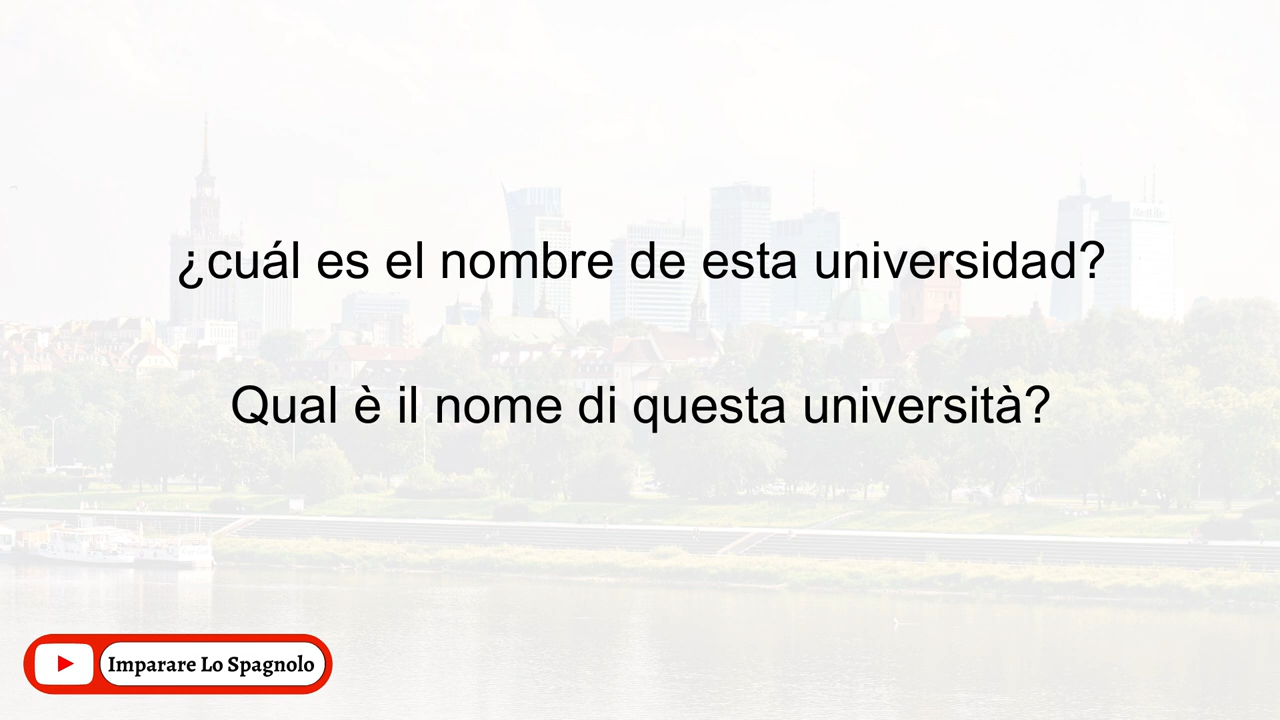 ¿cuál es el nombre de esta universidad?
Qual è il nome di questa università?
Imparare Lo Spagnolo